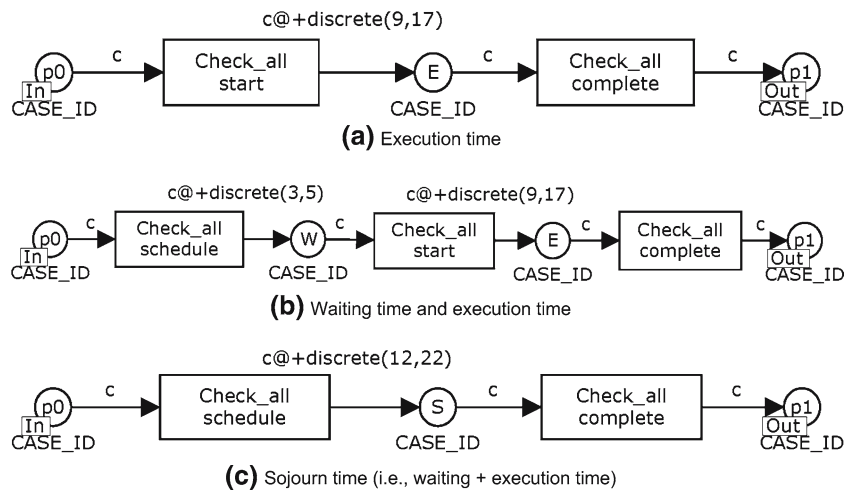 c@+discrete(9,17)
c
c
c
p0
Check_all
start
E
Check_all
complete
p1
In
Out
CASE_ID
CASE_ID
CASE_ID
(a) Execution time
c@+discrete(3,5)
c@+discrete(9,17)
c
c
c
c
p0
Check_all
schedule
W
Check_all
start
E
Check_all
complete
p1
In
Out
CASE_ID
CASE_ID
CASE_ID
CASE_ID
(b) Waiting time and execution time
c@+discrete(12,22)
c
c
c
p0
Check_all
schedule
S
Check_all
complete
p1
In
Out
CASE_ID
CASE_ID
CASE_ID
(c) Sojourn time (i.e., waiting + execution time)